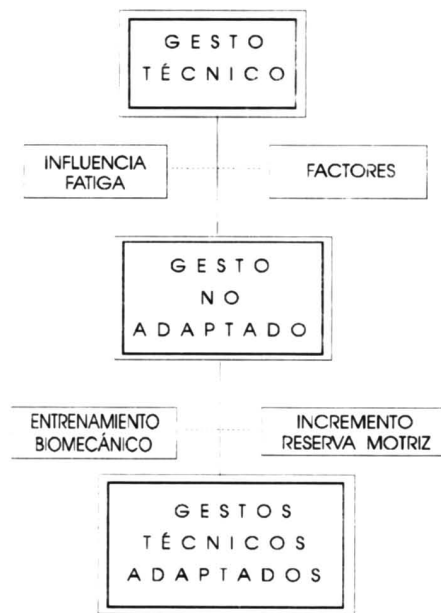 GESTO
TÉCNICO
INFLUENCIA
FATIGA
FACTORES
GESTO
NO
ADAPTADO
ENTRENAMIENTO
BIOMECÁNICO
INCREMENTO
RESERVA MOTRIZ
GESTOS
TÉCNICOS
ADAPTADOS